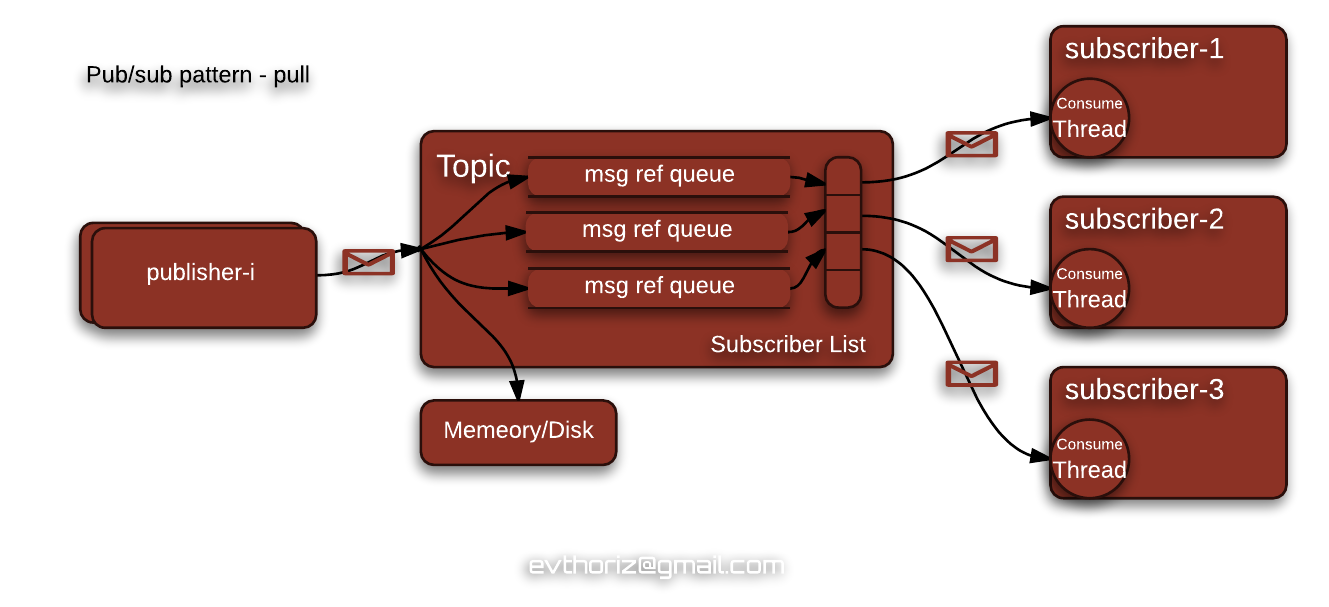 Pub/sub pattern - pull
publisher-i
Topic
msg ref queue
msg ref queue
msg ref queue
Subscriber List
Memeory/Disk
subscriber-1
Consume
Thread
subscriber-2
Consume
Thread
subscriber-3
Consume
Thread
evthoriz@gmail.com